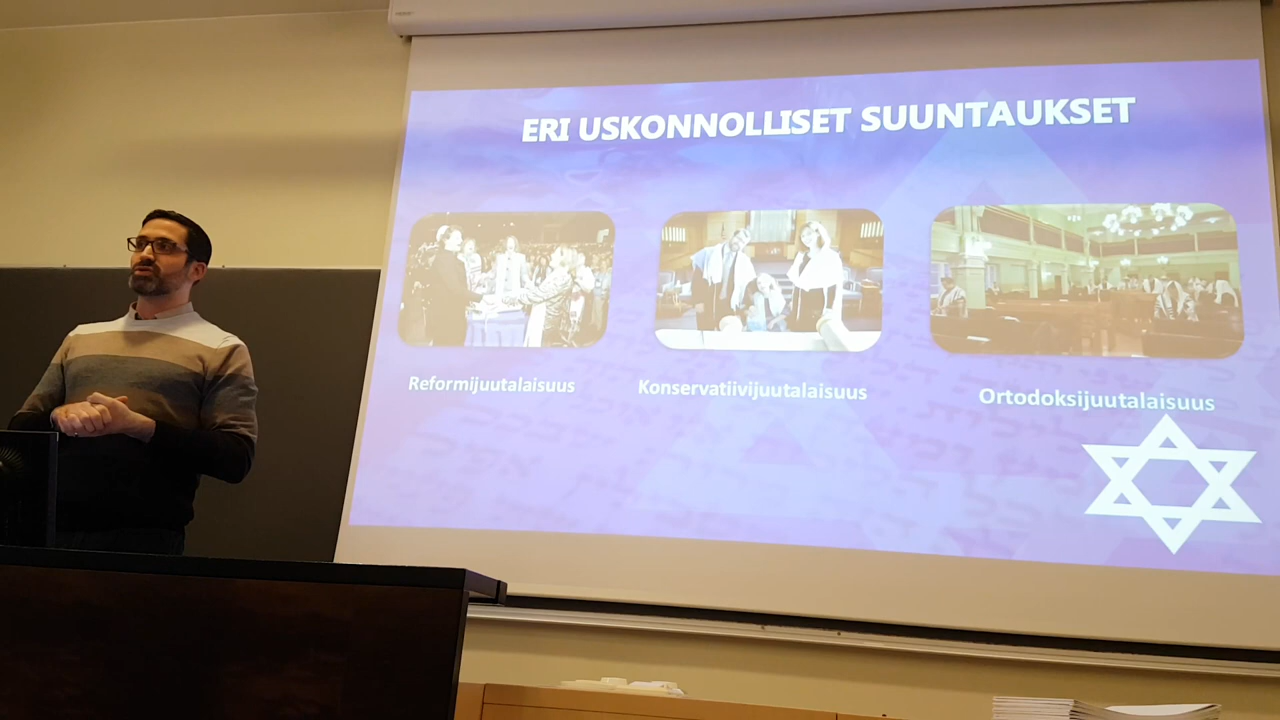 ERI USKONNOLLISET SUUNTAUKSET
Reformijuutalaisuus
Konservatiivijuutalaisuus
Ortodoksijuutalaisuus